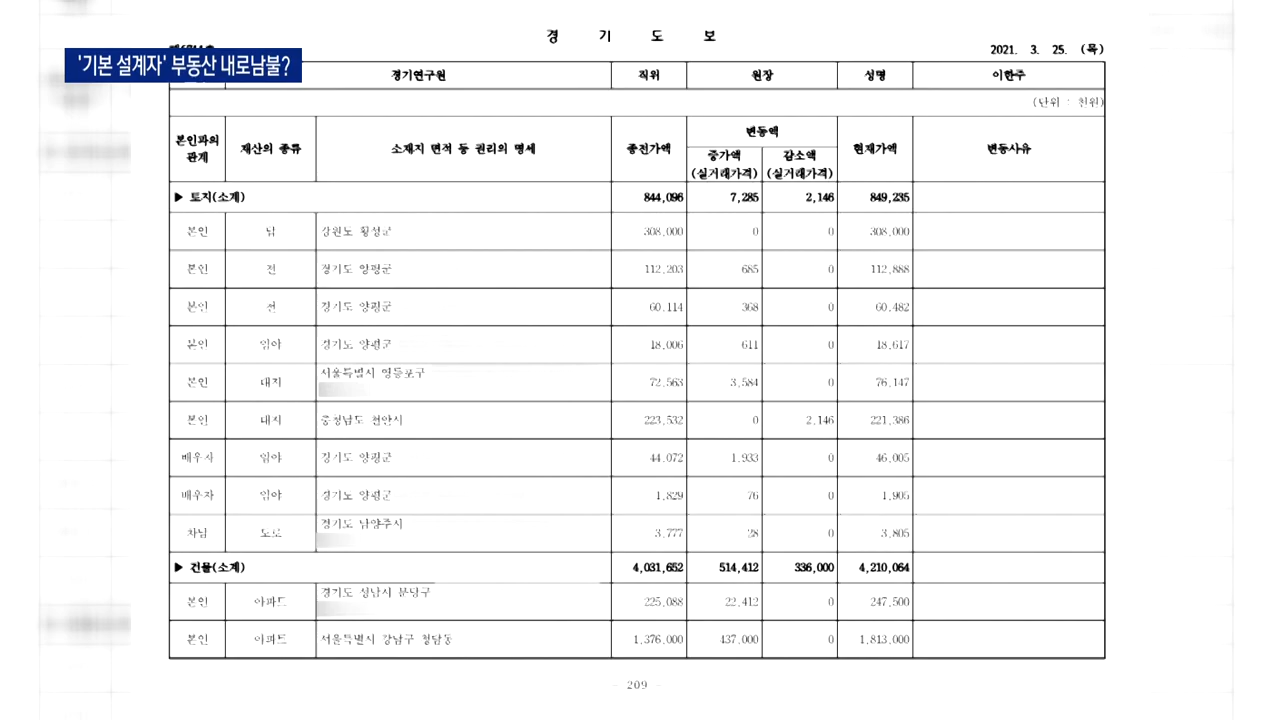 경 기 도 보
'기본 설계자' 부동산 내로남불?
2021. 3. 25. (목)
경기연구원 직위 원장 성명 이한주
(단위 : 천원)
본인과의 관계 재산의 종류 소재지 면적 등 권리의 명세 종전가액 변동액 증가액 (실거래가격) 감소액 (실거래가격) 현재가액 변동사유
▶ 토지(소계) 844,096 7,285 2,146 849,235
본인 답 강원도 횡성군 308,000 0 0 308,000
본인 전 경기도 양평군 112,203 685 0 112,888
본인 전 경기도 양평군 60,114 368 0 60,482
본인 임야 경기도 양평군 18,006 611 0 18,617
본인 대지 서울특별시 영등포구 72,563 3,584 0 76,147
본인 대지 충청남도 천안시 223,532 0 2,146 221,386
배우자 임야 경기도 양평군 44,072 1,933 0 46,005
배우자 임야 경기도 양평군 1,829 76 0 1,905
차남 도로 경기도 남양주시 3,777 28 0 3,805
▶ 건물(소계) 4,031,652 514,412 336,000 4,210,064
본인 아파트 경기도 성남시 분당구 225,088 22,412 0 247,500
본인 아파트 서울특별시 강남구 청담동 1,376,000 437,000 0 1,813,000
- 209 -